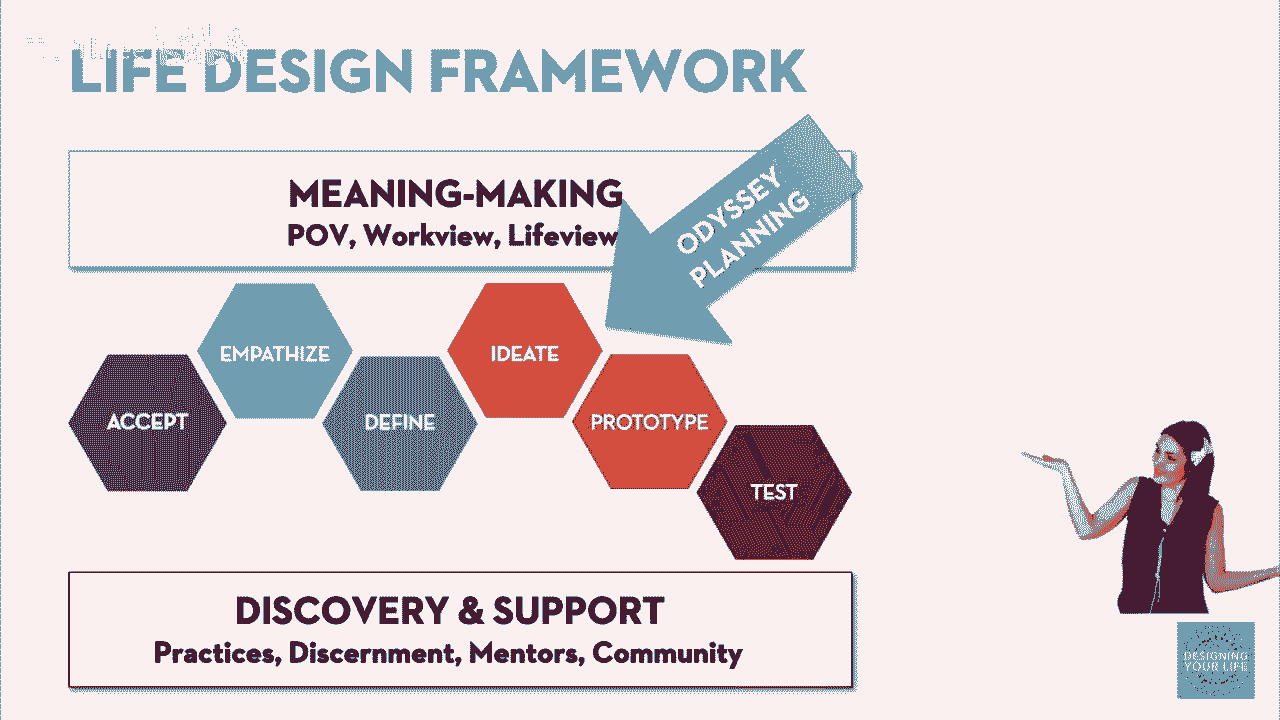 LIFE DESIGN FRAMEWORK
MEANING-MAKING
POV, Workview, Lifeview
ODYSSEY
PLANNING
EMPATHIZE
IDEATE
ACCEPT
DEFINE
PROTOTYPE
TEST
DISCOVERY & SUPPORT
Practices, Discernment, Mentors, Community
DESIGNING
YOUR LIFE